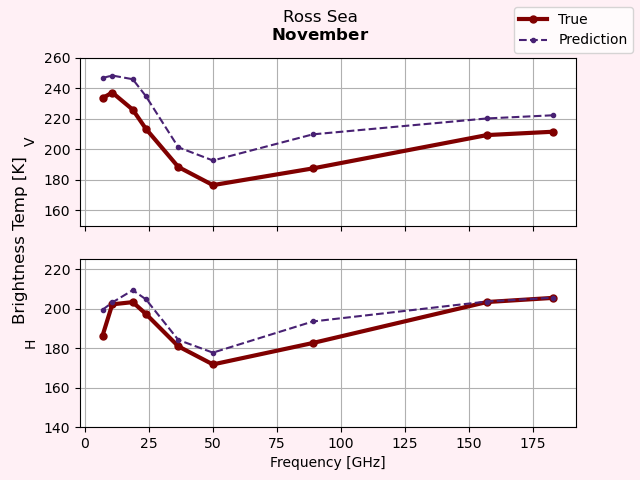 Ross Sea
November
True
Prediction
Brightness Temp [K]
V
260
240
220
200
180
160
H
220
200
180
160
140
0 25 50 75 100 125 150 175
Frequency [GHz]